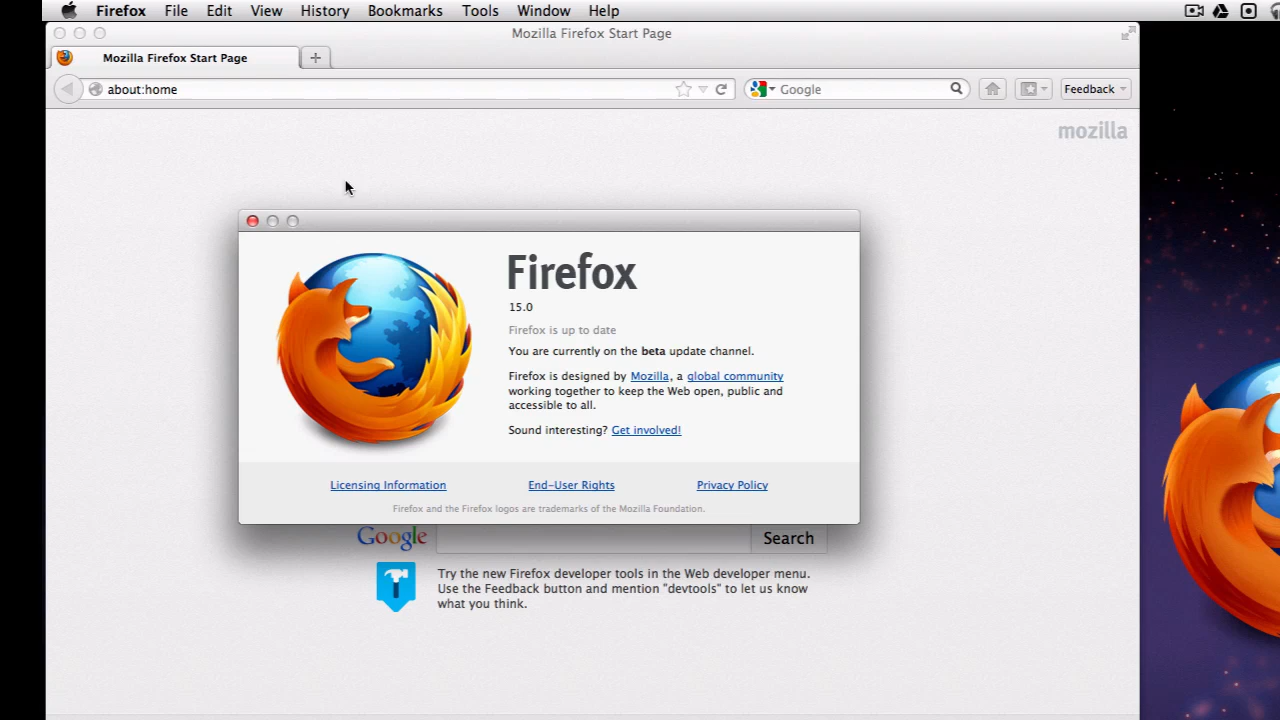 Firefox File Edit View History Bookmarks Tools Window Help
Mozilla Firefox Start Page
Mozilla Firefox Start Page
about:home Google Feedback
mozilla
Firefox
15.0
Firefox is up to date
You are currently on the beta update channel.
Firefox is designed by Mozilla, a global community
working together to keep the Web open, public and
accessible to all.
Sound interesting? Get involved!
Licensing Information End-User Rights Privacy Policy
Firefox and the Firefox logos are trademarks of the Mozilla Foundation.
Google Search
Try the new Firefox developer tools in the Web developer menu.
Use the Feedback button and mention "devtools" to let us know
what you think.